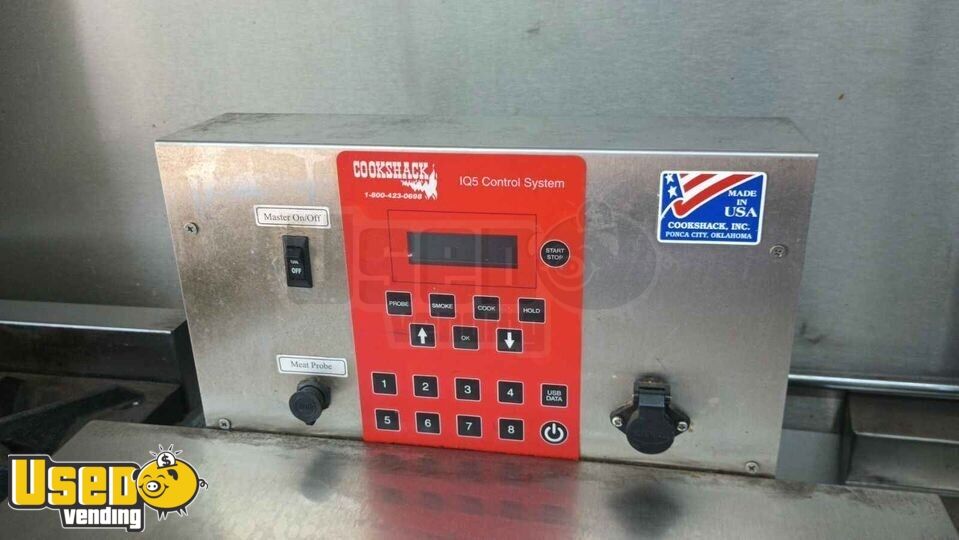 COOKSHACK
1-800-423-0698
IQ5 Control System
MADE
IN
USA
COOKSHACK, INC.
PONCA CITY, OKLAHOMA
Master On/Off
OFF
START
STOP
PROBE
SMOKE
COOK
HOLD
OK
Meat Probe
1
2
3
4
USB
DATA
5
6
7
8
USED
VENDING